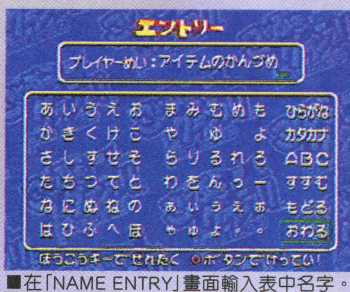 エントリー
プレイヤーめい:アイテムのかんづめ
あ い う え お ま み む め も ひらがな
か き く け こ や ゆ よ カタカナ
さ し す せ そ ら り る れ ろ ABC
た ち つ て と わ を ん っ ー すすむ
な に ぬ ね の ぁ ぃ ぅ ぇ ぉ もどる
は ひ ふ へ ほ ゃ ゅ ょ ゛ ゜ おわる
ほうこうキーで せんたく ○ボタンで けってい!
■在「NAME ENTRY」畫面輸入表中名字。